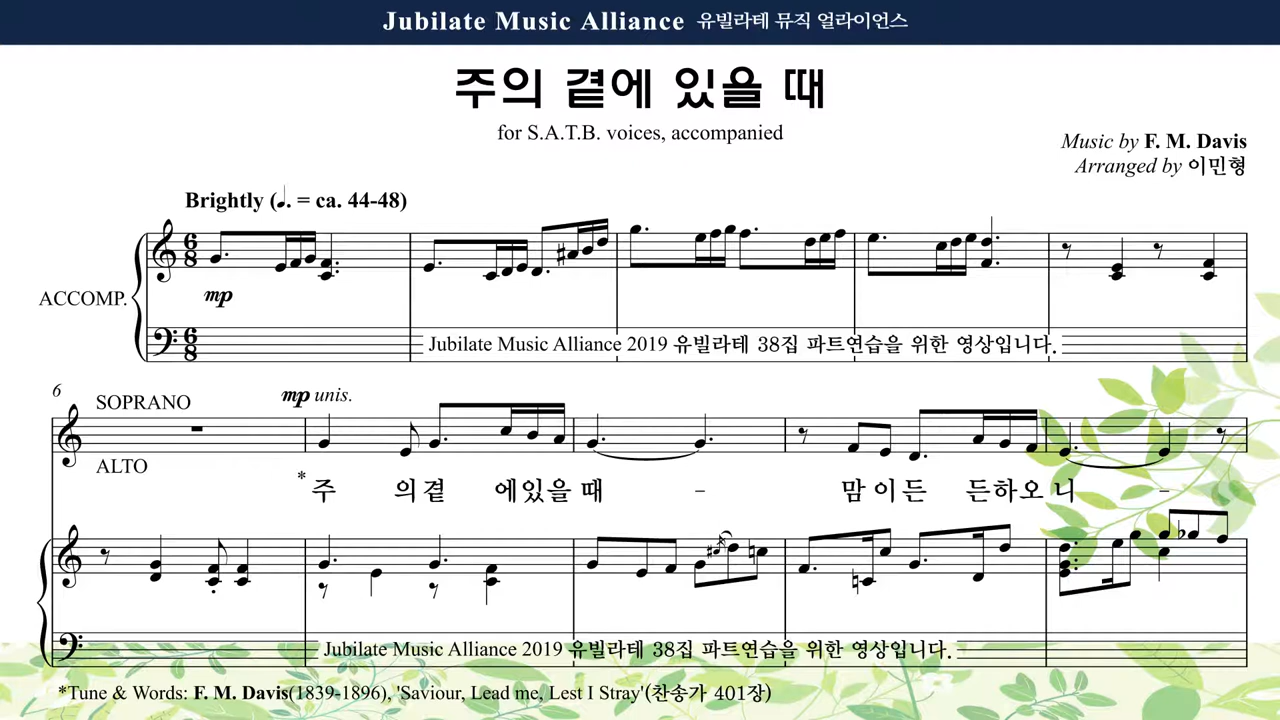 Jubilate Music Alliance 유빌라테 뮤직 얼라이언스
주의 곁에 있을 때
for S.A.T.B. voices, accompanied
Music by F. M. Davis
Arranged by 이민형
Brightly (♩. = ca. 44-48)
6 8
ACCOMP.
mp
6 8
Jubilate Music Alliance 2019 유빌라테 38집 파트연습을 위한 영상입니다.
6
SOPRANO
mp unis.
ALTO
*주 의곁 에있을 때 - 맘이든 든하오 니 -
Jubilate Music Alliance 2019 유빌라테 38집 파트연습을 위한 영상입니다.
*Tune & Words: F. M. Davis(1839-1896), 'Saviour, Lead me, Lest I Stray'(찬송가 401장)